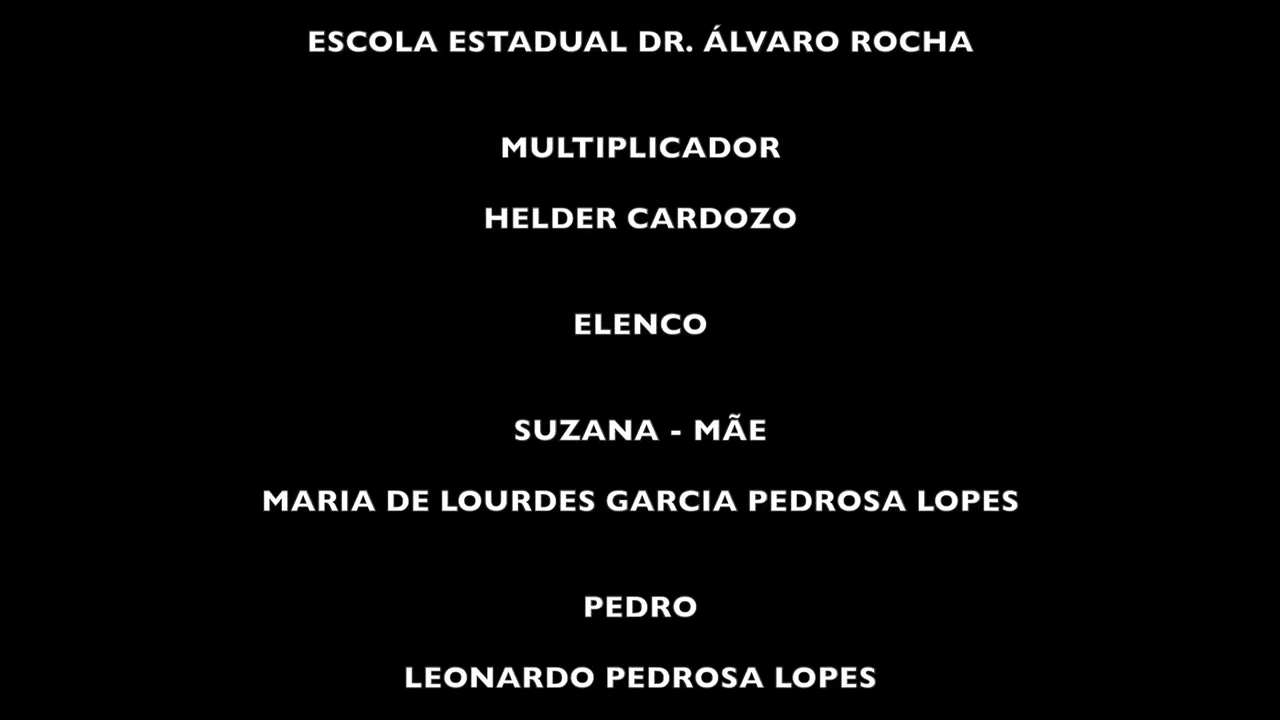 ESCOLA ESTADUAL DR. ÁLVARO ROCHA
MULTIPLICADOR
HELDER CARDOZO
ELENCO
SUZANA - MÃE
MARIA DE LOURDES GARCIA PEDROSA LOPES
PEDRO
LEONARDO PEDROSA LOPES